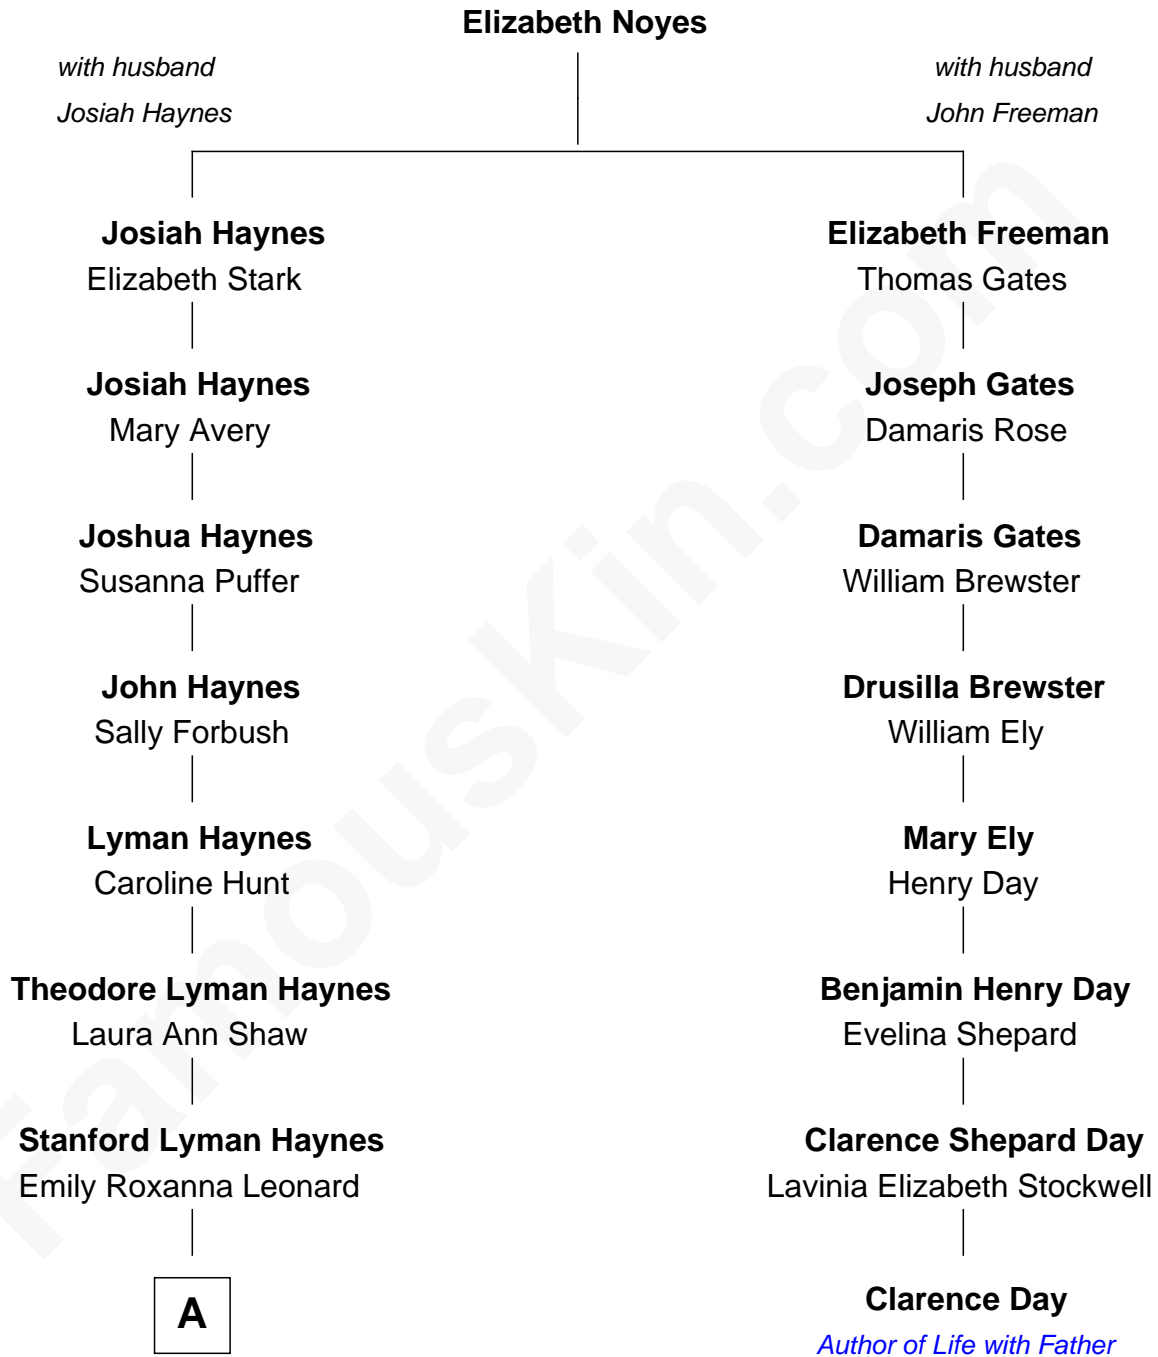 Elizabeth Noyes
with husband
Josiah Haynes
with husband
John Freeman
Josiah Haynes
Elizabeth Stark
Elizabeth Freeman
Thomas Gates
Josiah Haynes
Mary Avery
Joseph Gates
Damaris Rose
Joshua Haynes
Susanna Puffer
Damaris Gates
William Brewster
John Haynes
Sally Forbush
Drusilla Brewster
William Ely
Lyman Haynes
Caroline Hunt
Mary Ely
Henry Day
Theodore Lyman Haynes
Laura Ann Shaw
Benjamin Henry Day
Evelina Shepard
Stanford Lyman Haynes
Emily Roxanna Leonard
Clarence Shepard Day
Lavinia Elizabeth Stockwell
A
Clarence Day
Author of Life with Father
FamousKin.com